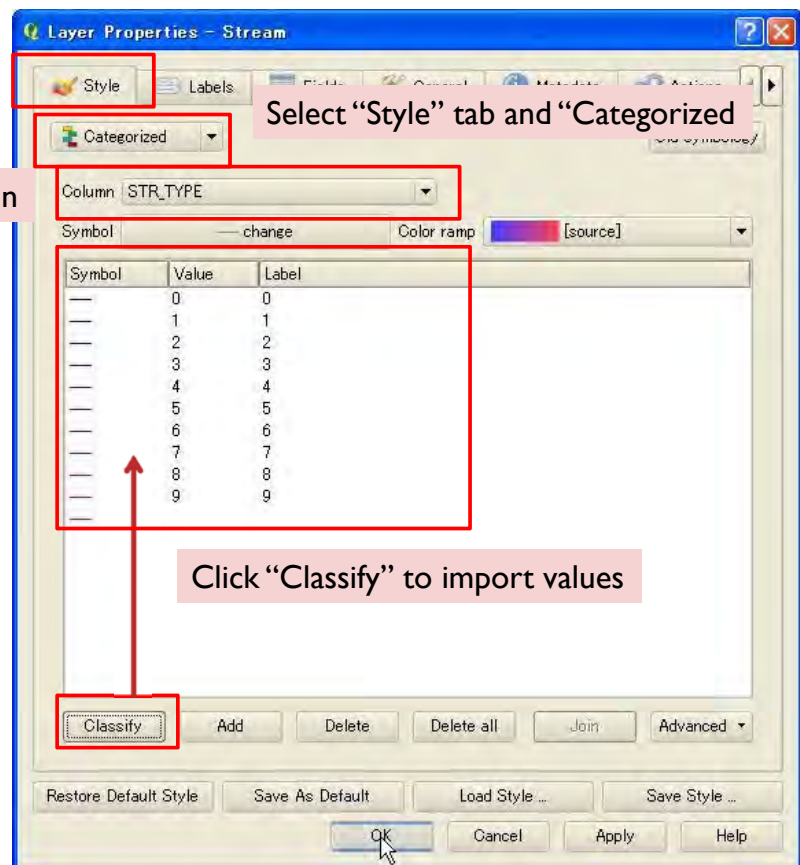 Layer Properties - Stream
Style Labels General
Select “Style” tab and “Categorized
Categorized
n
Column STR_TYPE
Symbol change Color ramp [source]
Symbol Value Label
0 0
1 1
2 2
3 3
4 4
5 5
6 6
7 7
8 8
9 9
Click “Classify” to import values
Classify Add Delete Delete all Join Advanced
Restore Default Style Save As Default Load Style ... Save Style ...
OK Cancel Apply Help